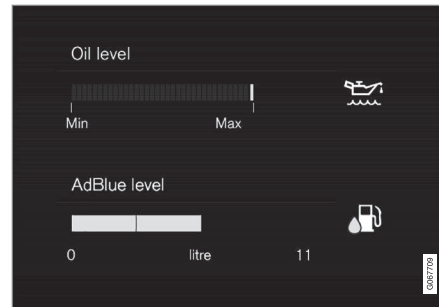 Oil level
Min Max
AdBlue level
0 litre 11
G067709